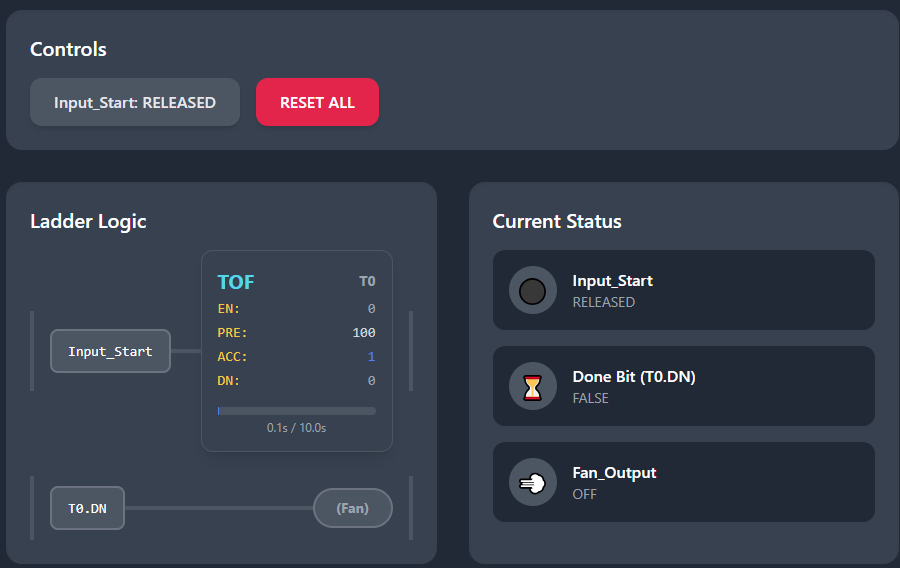 Controls
Input_Start: RELEASED
RESET ALL
Ladder Logic
TOF
T0
EN: 0
PRE: 100
ACC: 1
DN: 0
0.1s / 10.0s
Input_Start
T0.DN
(Fan)
Current Status
Input_Start
RELEASED
Done Bit (T0.DN)
FALSE
Fan_Output
OFF